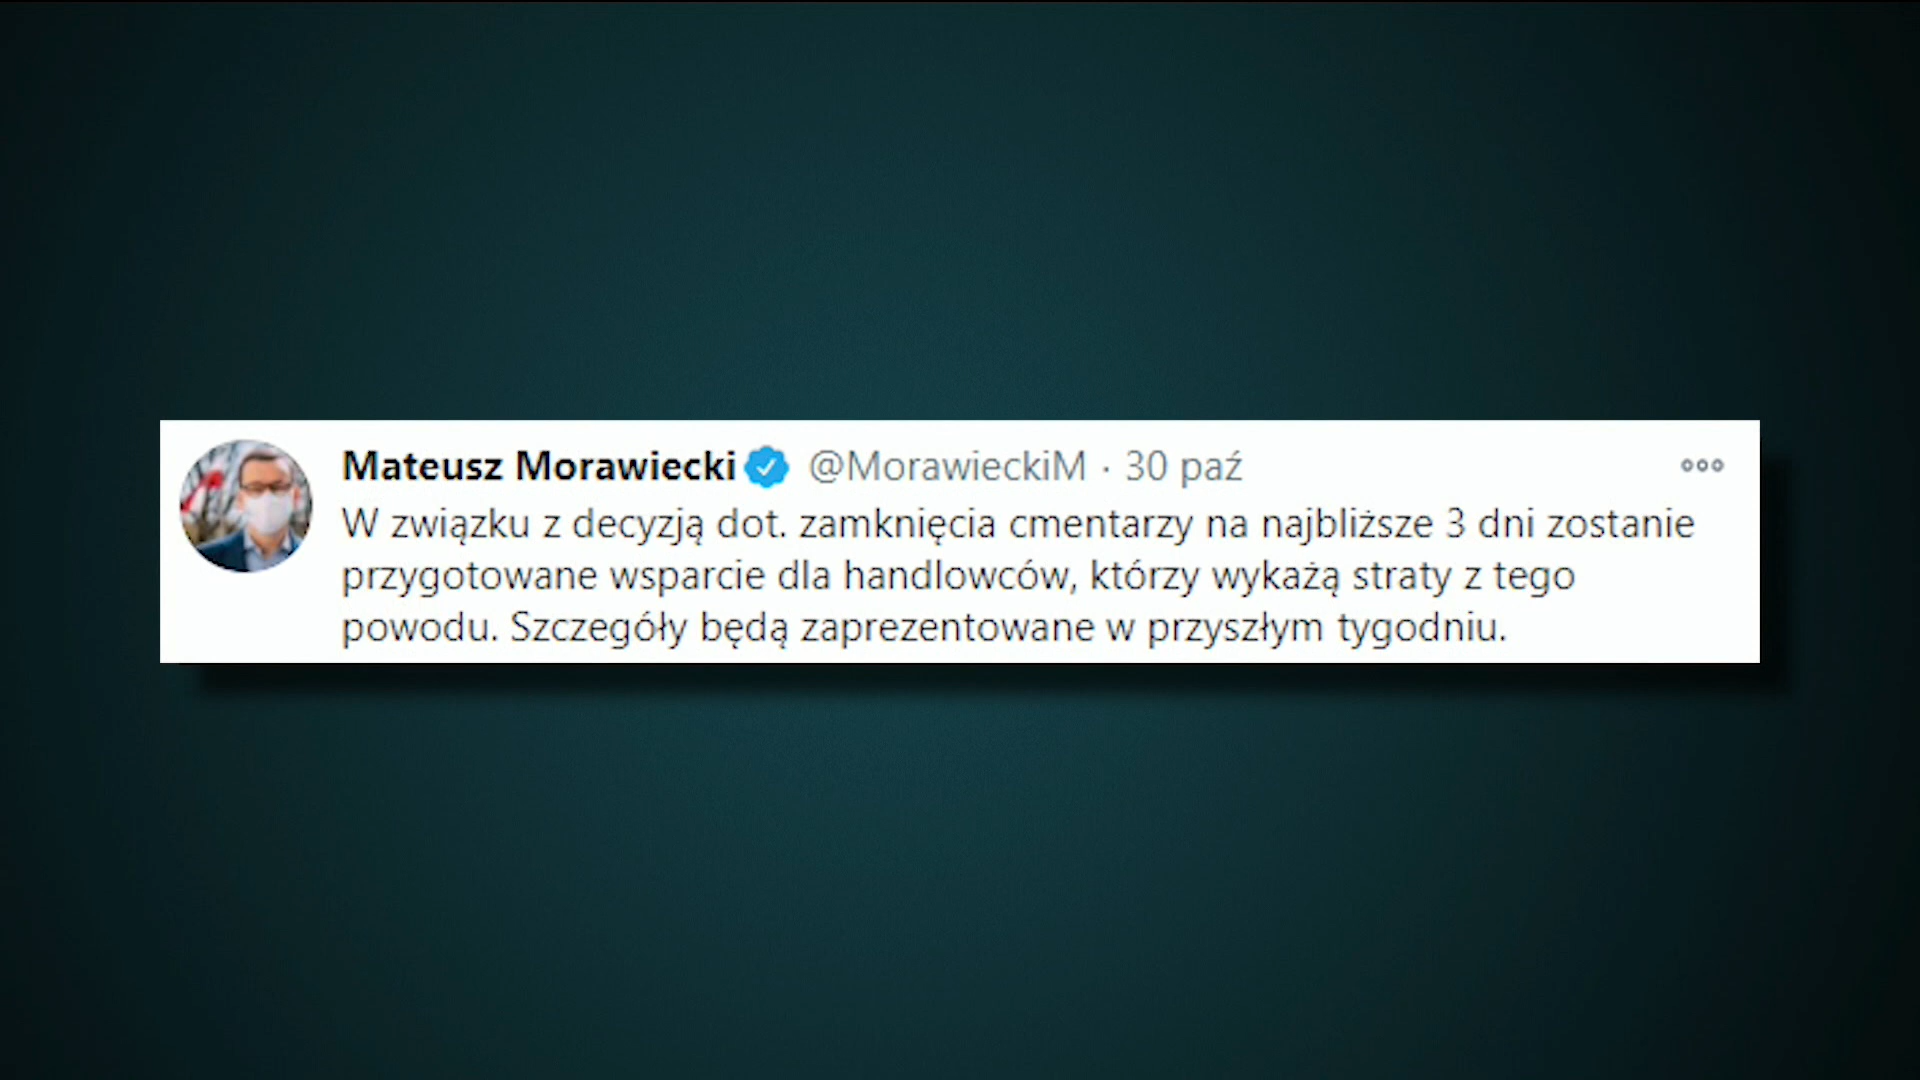 Mateusz Morawiecki @MorawieckiM · 30 paź
W związku z decyzją dot. zamknięcia cmentarzy na najbliższe 3 dni zostanie
przygotowane wsparcie dla handlowców, którzy wykażą straty z tego
powodu. Szczegóły będą zaprezentowane w przyszłym tygodniu.